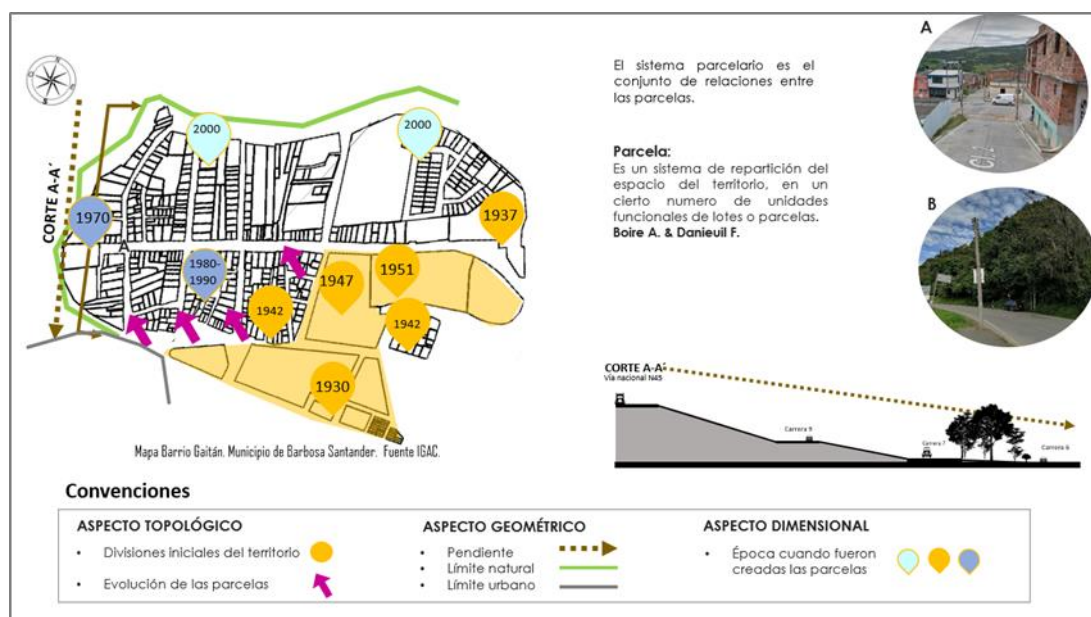 A
El sistema parcelario es el
conjunto de relaciones entre
las parcelas.
Parcela:
Es un sistema de repartición del
espacio del territorio, en un
cierto numero de unidades
funcionales de lotes o parcelas.
Boire A. & Danieuil F.
B
2000
2000
CORTE A-A´
1970
A
1937
1980-
1990
1947
1951
1942
1942
1930
Mapa Barrio Gaitán. Municipio de Barbosa Santander. Fuente IGAC.
CORTE A-A´
Vía nacional N45
Carrera 9
Carrera 7
Carrera 6
Convenciones
ASPECTO TOPOLÓGICO
• Divisiones iniciales del territorio
• Evolución de las parcelas
ASPECTO GEOMÉTRICO
• Pendiente
• Límite natural
• Límite urbano
ASPECTO DIMENSIONAL
• Época cuando fueron
creadas las parcelas